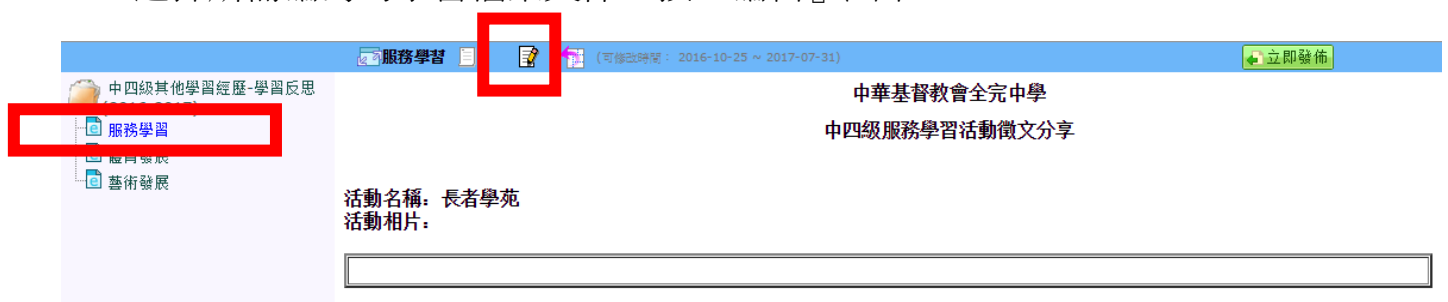 服務學習
(可修改時間： 2016-10-25 ~ 2017-07-31)
立即發佈
中四級其他學習經歷-學習反思
服務學習
藝術發展
中華基督教會全完中學
中四級服務學習活動徵文分享
活動名稱：長者學苑
活動相片：